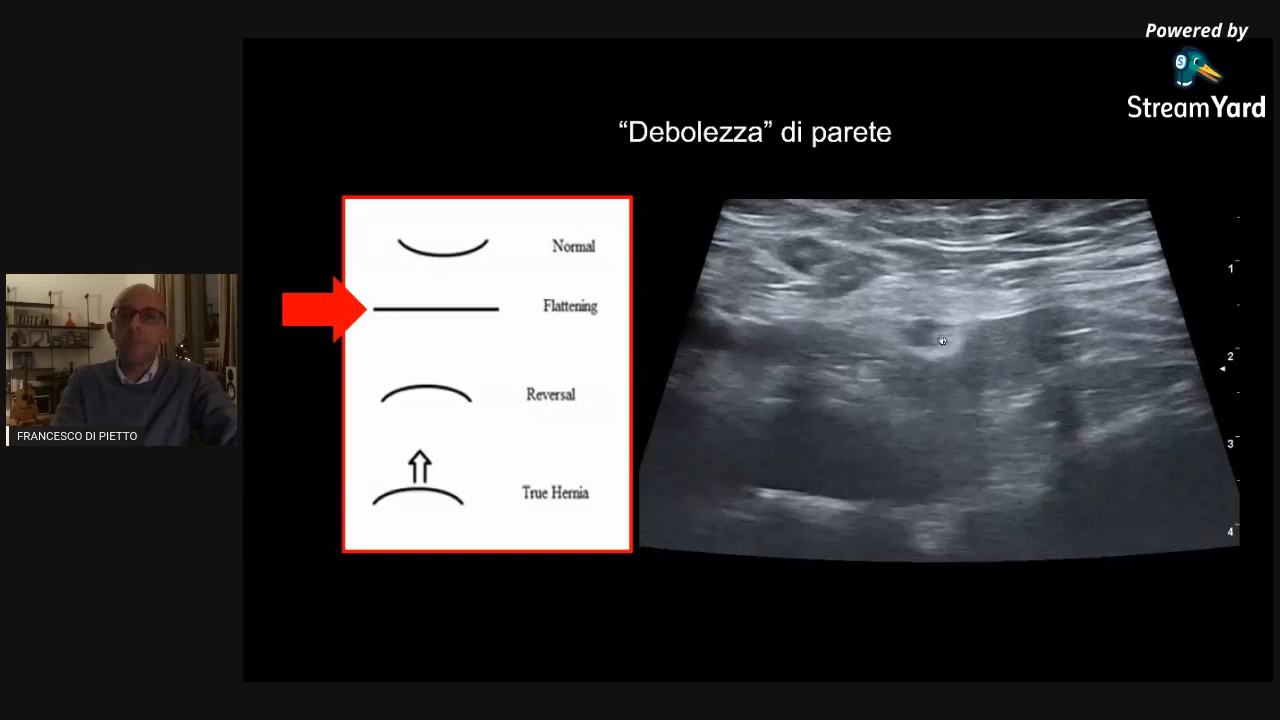 Powered by
StreamYard
“Debolezza” di parete
Normal
Flattening
Reversal
True Hernia
1
2
3
4
FRANCESCO DI PIETTO